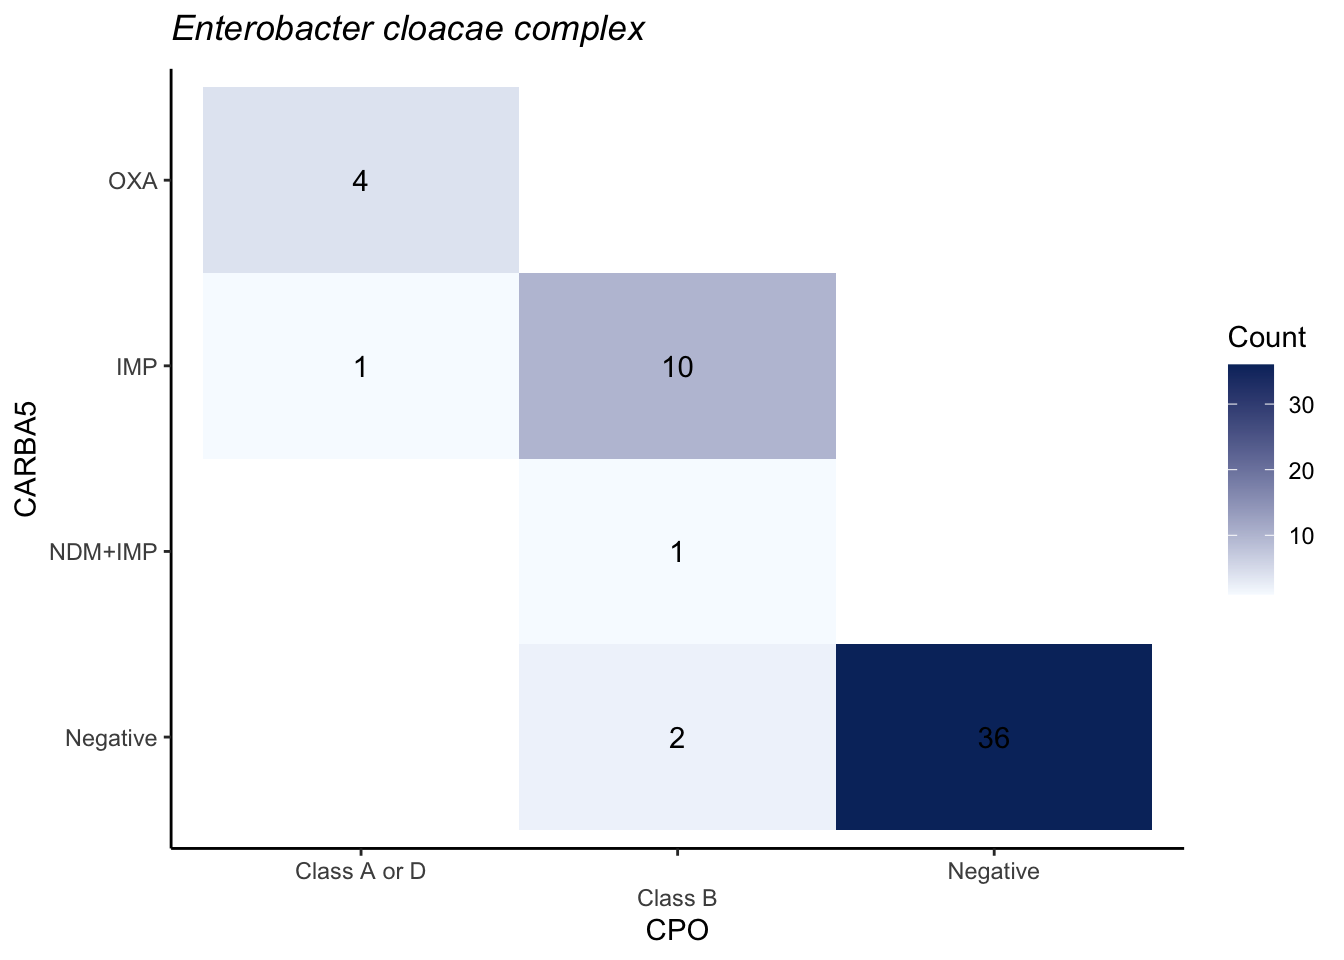 Enterobacter cloacae complex
OXA
4
IMP
1
10
NDM+IMP
1
Negative
2
36
CARBA5
Class A or D
Class B
Negative
CPO
Count
30
20
10